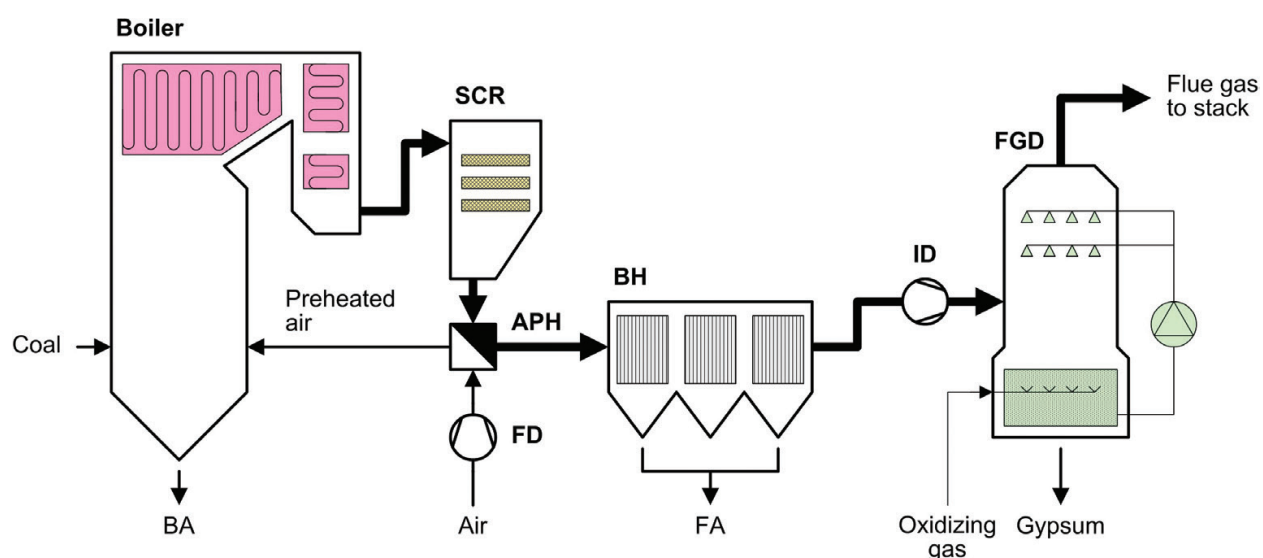 Boiler
SCR
Flue gas
to stack
FGD
ID
BH
Preheated
air
APH
Coal
FD
BA
Air
FA
Oxidizing
gas
Gypsum